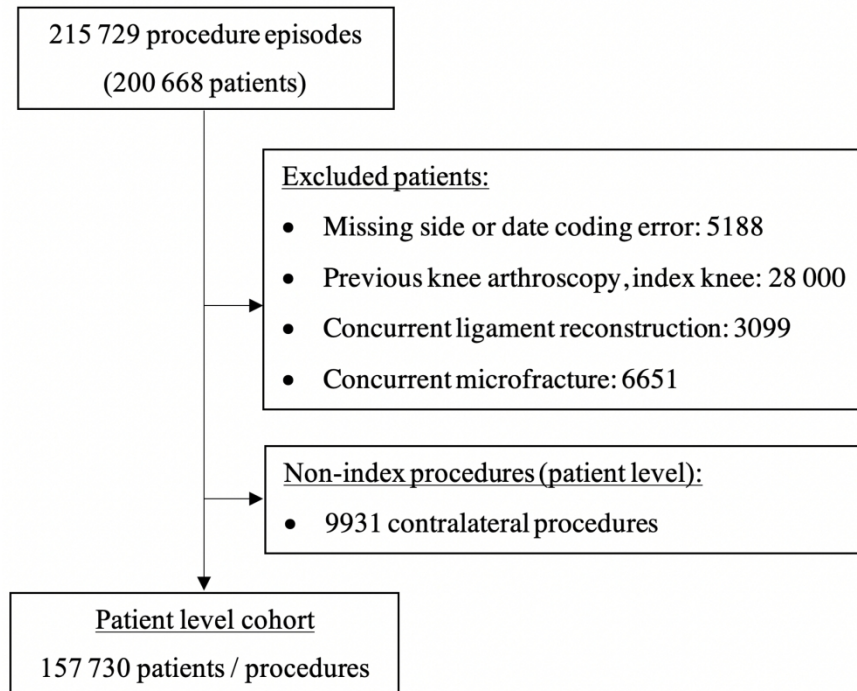 215 729 procedure episodes
(200 668 patients)
Excluded patients:
• Missing side or date coding error: 5188
• Previous knee arthroscopy, index knee: 28 000
• Concurrent ligament reconstruction: 3099
• Concurrent microfracture: 6651
Non-index procedures (patient level):
• 9931 contralateral procedures
Patient level cohort
157 730 patients / procedures